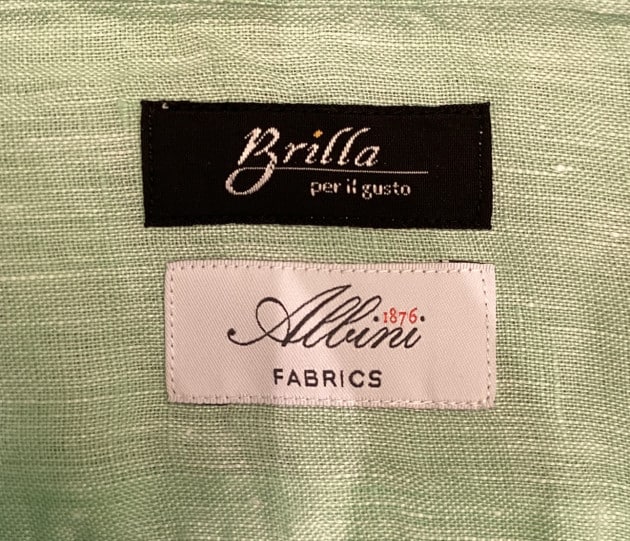 Brilla
per il gusto
Albini
1876
FABRICS